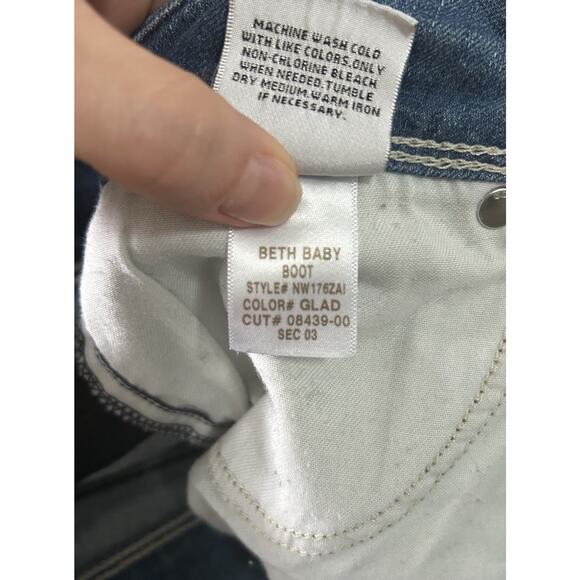 MACHINE WASH COLD
WITH LIKE COLORS.ONLY
NON-CHLORINE BLEACH
WHEN NEEDED.TUMBLE
DRY MEDIUM.WARM IRON
IF NECESSARY.
BETH BABY
BOOT
STYLE# NW176ZAI
COLOR# GLAD
CUT# 08439-00
SEC 03